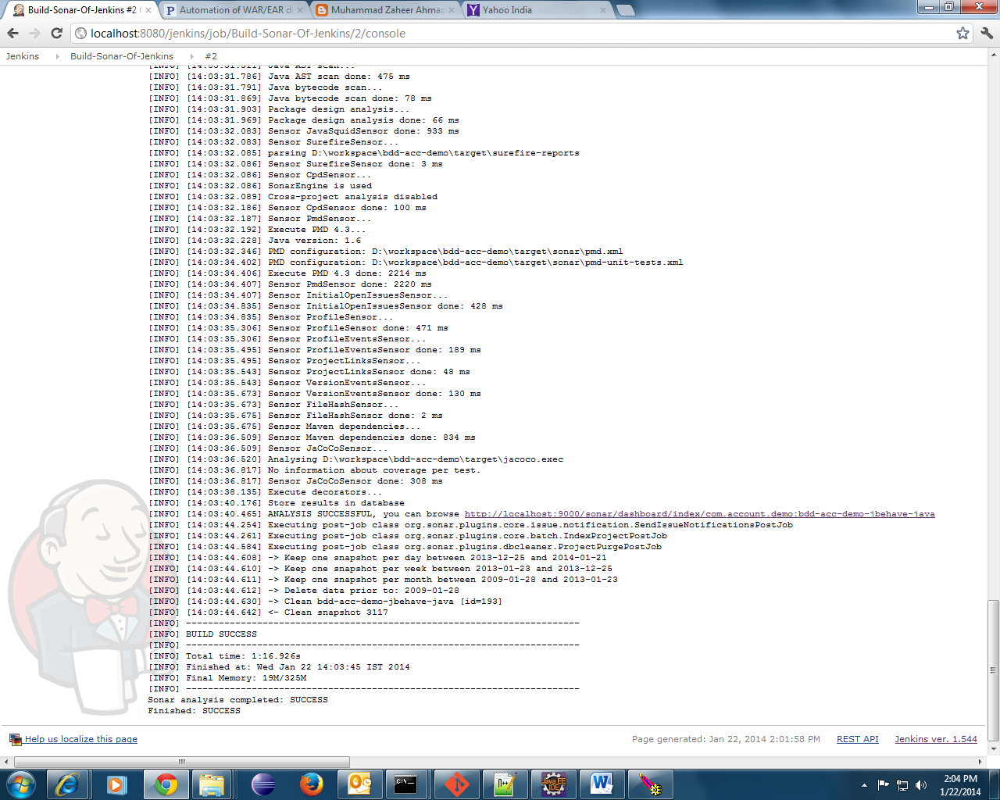 Build-Sonar-Of-Jenkins #2
Automation of WAR/EAR d
Muhammad Zaheer Ahmad
Yahoo India
localhost:8080/jenkins/job/Build-Sonar-Of-Jenkins/2/console
Jenkins Build-Sonar-Of-Jenkins #2
[INFO] [14:03:31.311] Java AST scan...
[INFO] [14:03:31.786] Java AST scan done: 475 ms
[INFO] [14:03:31.791] Java bytecode scan...
[INFO] [14:03:31.869] Java bytecode scan done: 78 ms
[INFO] [14:03:31.903] Package design analysis...
[INFO] [14:03:31.969] Package design analysis done: 66 ms
[INFO] [14:03:32.083] Sensor JavaSquidSensor done: 933 ms
[INFO] [14:03:32.083] Sensor SurefireSensor...
[INFO] [14:03:32.085] parsing D:\workspace\bdd-acc-demo\target\surefire-reports
[INFO] [14:03:32.086] Sensor SurefireSensor done: 3 ms
[INFO] [14:03:32.086] Sensor CpdSensor...
[INFO] [14:03:32.086] SonarEngine is used
[INFO] [14:03:32.089] Cross-project analysis disabled
[INFO] [14:03:32.186] Sensor CpdSensor done: 100 ms
[INFO] [14:03:32.187] Sensor PmdSensor...
[INFO] [14:03:32.192] Execute PMD 4.3...
[INFO] [14:03:32.228] Java version: 1.6
[INFO] [14:03:32.346] PMD configuration: D:\workspace\bdd-acc-demo\target\sonar\pmd.xml
[INFO] [14:03:34.402] PMD configuration: D:\workspace\bdd-acc-demo\target\sonar\pmd-unit-tests.xml
[INFO] [14:03:34.406] Execute PMD 4.3 done: 2214 ms
[INFO] [14:03:34.407] Sensor PmdSensor done: 2220 ms
[INFO] [14:03:34.407] Sensor InitialOpenIssuesSensor...
[INFO] [14:03:34.835] Sensor InitialOpenIssuesSensor done: 428 ms
[INFO] [14:03:34.835] Sensor ProfileSensor...
[INFO] [14:03:35.306] Sensor ProfileSensor done: 471 ms
[INFO] [14:03:35.306] Sensor ProfileEventsSensor...
[INFO] [14:03:35.495] Sensor ProfileEventsSensor done: 189 ms
[INFO] [14:03:35.495] Sensor ProjectLinksSensor...
[INFO] [14:03:35.543] Sensor ProjectLinksSensor done: 48 ms
[INFO] [14:03:35.543] Sensor VersionEventsSensor...
[INFO] [14:03:35.673] Sensor VersionEventsSensor done: 130 ms
[INFO] [14:03:35.673] Sensor FileHashSensor...
[INFO] [14:03:35.675] Sensor FileHashSensor done: 2 ms
[INFO] [14:03:35.675] Sensor Maven dependencies...
[INFO] [14:03:36.509] Sensor Maven dependencies done: 834 ms
[INFO] [14:03:36.509] Sensor JaCoCoSensor...
[INFO] [14:03:36.520] Analysing D:\workspace\bdd-acc-demo\target\jacoco.exec
[INFO] [14:03:36.817] No information about coverage per test.
[INFO] [14:03:36.817] Sensor JaCoCoSensor done: 308 ms
[INFO] [14:03:38.135] Execute decorators...
[INFO] [14:03:40.176] Store results in database
[INFO] [14:03:40.465] ANALYSIS SUCCESSFUL, you can browse http://localhost:9000/sonar/dashboard/index/com.account.demo:bdd-acc-demo-jbehave-java
[INFO] [14:03:44.254] Executing post-job class org.sonar.plugins.core.issue.notification.SendIssueNotificationsPostJob
[INFO] [14:03:44.261] Executing post-job class org.sonar.plugins.core.batch.IndexProjectPostJob
[INFO] [14:03:44.584] Executing post-job class org.sonar.plugins.dbcleaner.ProjectPurgePostJob
[INFO] [14:03:44.608] -> Keep one snapshot per day between 2013-12-25 and 2014-01-21
[INFO] [14:03:44.610] -> Keep one snapshot per week between 2013-01-23 and 2013-12-25
[INFO] [14:03:44.611] -> Keep one snapshot per month between 2009-01-28 and 2013-01-23
[INFO] [14:03:44.612] -> Delete data prior to: 2009-01-28
[INFO] [14:03:44.630] -> Clean bdd-acc-demo-jbehave-java [id=193]
[INFO] [14:03:44.642] <- Clean snapshot 3117
[INFO] ------------------------------------------------------------------------
[INFO] BUILD SUCCESS
[INFO] ------------------------------------------------------------------------
[INFO] Total time: 1:16.926s
[INFO] Finished at: Wed Jan 22 14:03:45 IST 2014
[INFO] Final Memory: 19M/325M
[INFO] ------------------------------------------------------------------------
Sonar analysis completed: SUCCESS
Finished: SUCCESS
Help us localize this page
Page generated: Jan 22, 2014 2:01:58 PM REST API Jenkins ver. 1.544
2:04 PM
1/22/2014